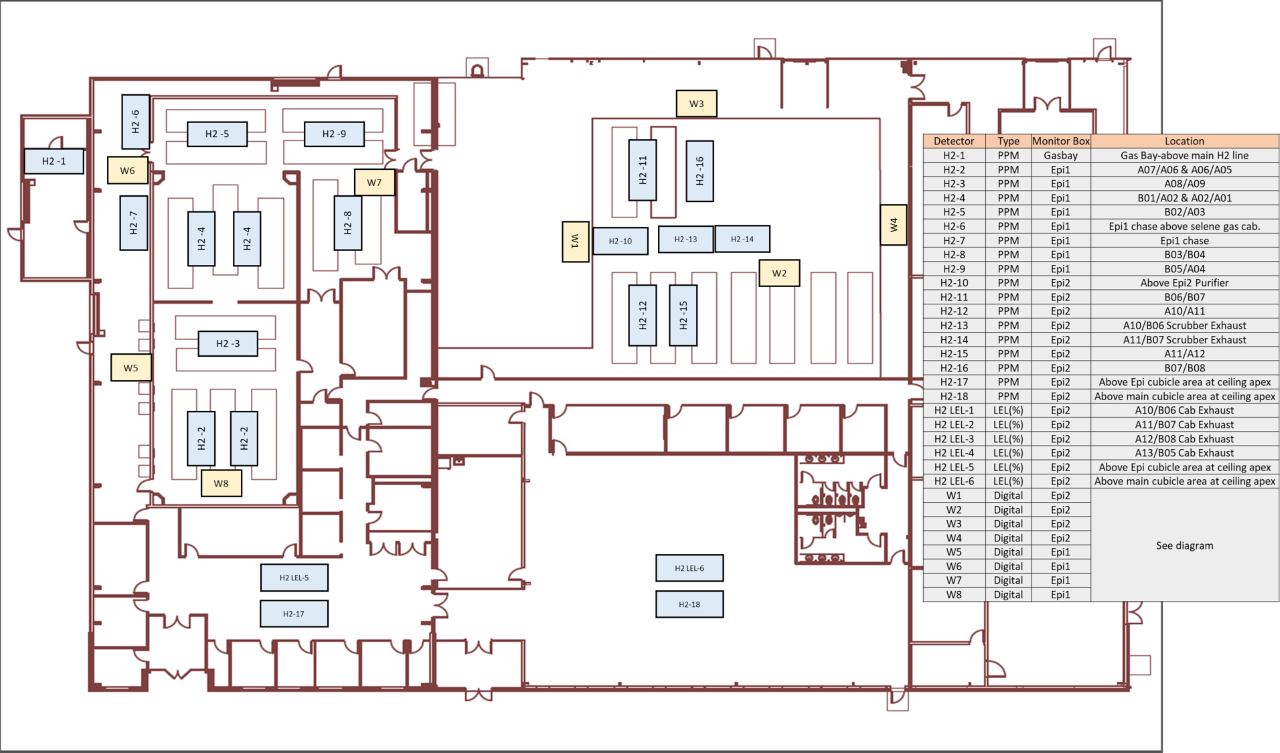 W3
H2 -6
H2 -5
H2 -9
H2 -1
W6
H2 -11
H2 -16
W7
H2 -7
H2 -8
H2 -4
H2 -4
W1
H2 -10
H2 -13
H2 -14
W4
W2
H2 -12
H2 -15
H2 -3
W5
H2 -2
H2 -2
W8
H2 LEL-5
H2-17
H2 LEL-6
H2-18
Detector Type Monitor Box Location
H2-1 PPM Gasbay Gas Bay-above main H2 line
H2-2 PPM Epi1 A07/A06 & A06/A05
H2-3 PPM Epi1 A08/A09
H2-4 PPM Epi1 B01/A02 & A02/A01
H2-5 PPM Epi1 B02/A03
H2-6 PPM Epi1 Epi1 chase above selene gas cab.
H2-7 PPM Epi1 Epi1 chase
H2-8 PPM Epi1 B03/B04
H2-9 PPM Epi1 B05/A04
H2-10 PPM Epi2 Above Epi2 Purifier
H2-11 PPM Epi2 B06/B07
H2-12 PPM Epi2 A10/A11
H2-13 PPM Epi2 A10/B06 Scrubber Exhaust
H2-14 PPM Epi2 A11/B07 Scrubber Exhaust
H2-15 PPM Epi2 A11/A12
H2-16 PPM Epi2 B07/B08
H2-17 PPM Epi2 Above Epi cubicle area at ceiling apex
H2-18 PPM Epi2 Above main cubicle area at ceiling apex
H2 LEL-1 LEL(%) Epi2 A10/B06 Cab Exhaust
H2 LEL-2 LEL(%) Epi2 A11/B07 Cab Exhuast
H2 LEL-3 LEL(%) Epi2 A12/B08 Cab Exhuast
H2 LEL-4 LEL(%) Epi2 A13/B05 Cab Exhaust
H2 LEL-5 LEL(%) Epi2 Above Epi cubicle area at ceiling apex
H2 LEL-6 LEL(%) Epi2 Above main cubicle area at ceiling apex
W1 Digital Epi2
W2 Digital Epi2
W3 Digital Epi2
W4 Digital Epi2
See diagram
W5 Digital Epi1
W6 Digital Epi1
W7 Digital Epi1
W8 Digital Epi1